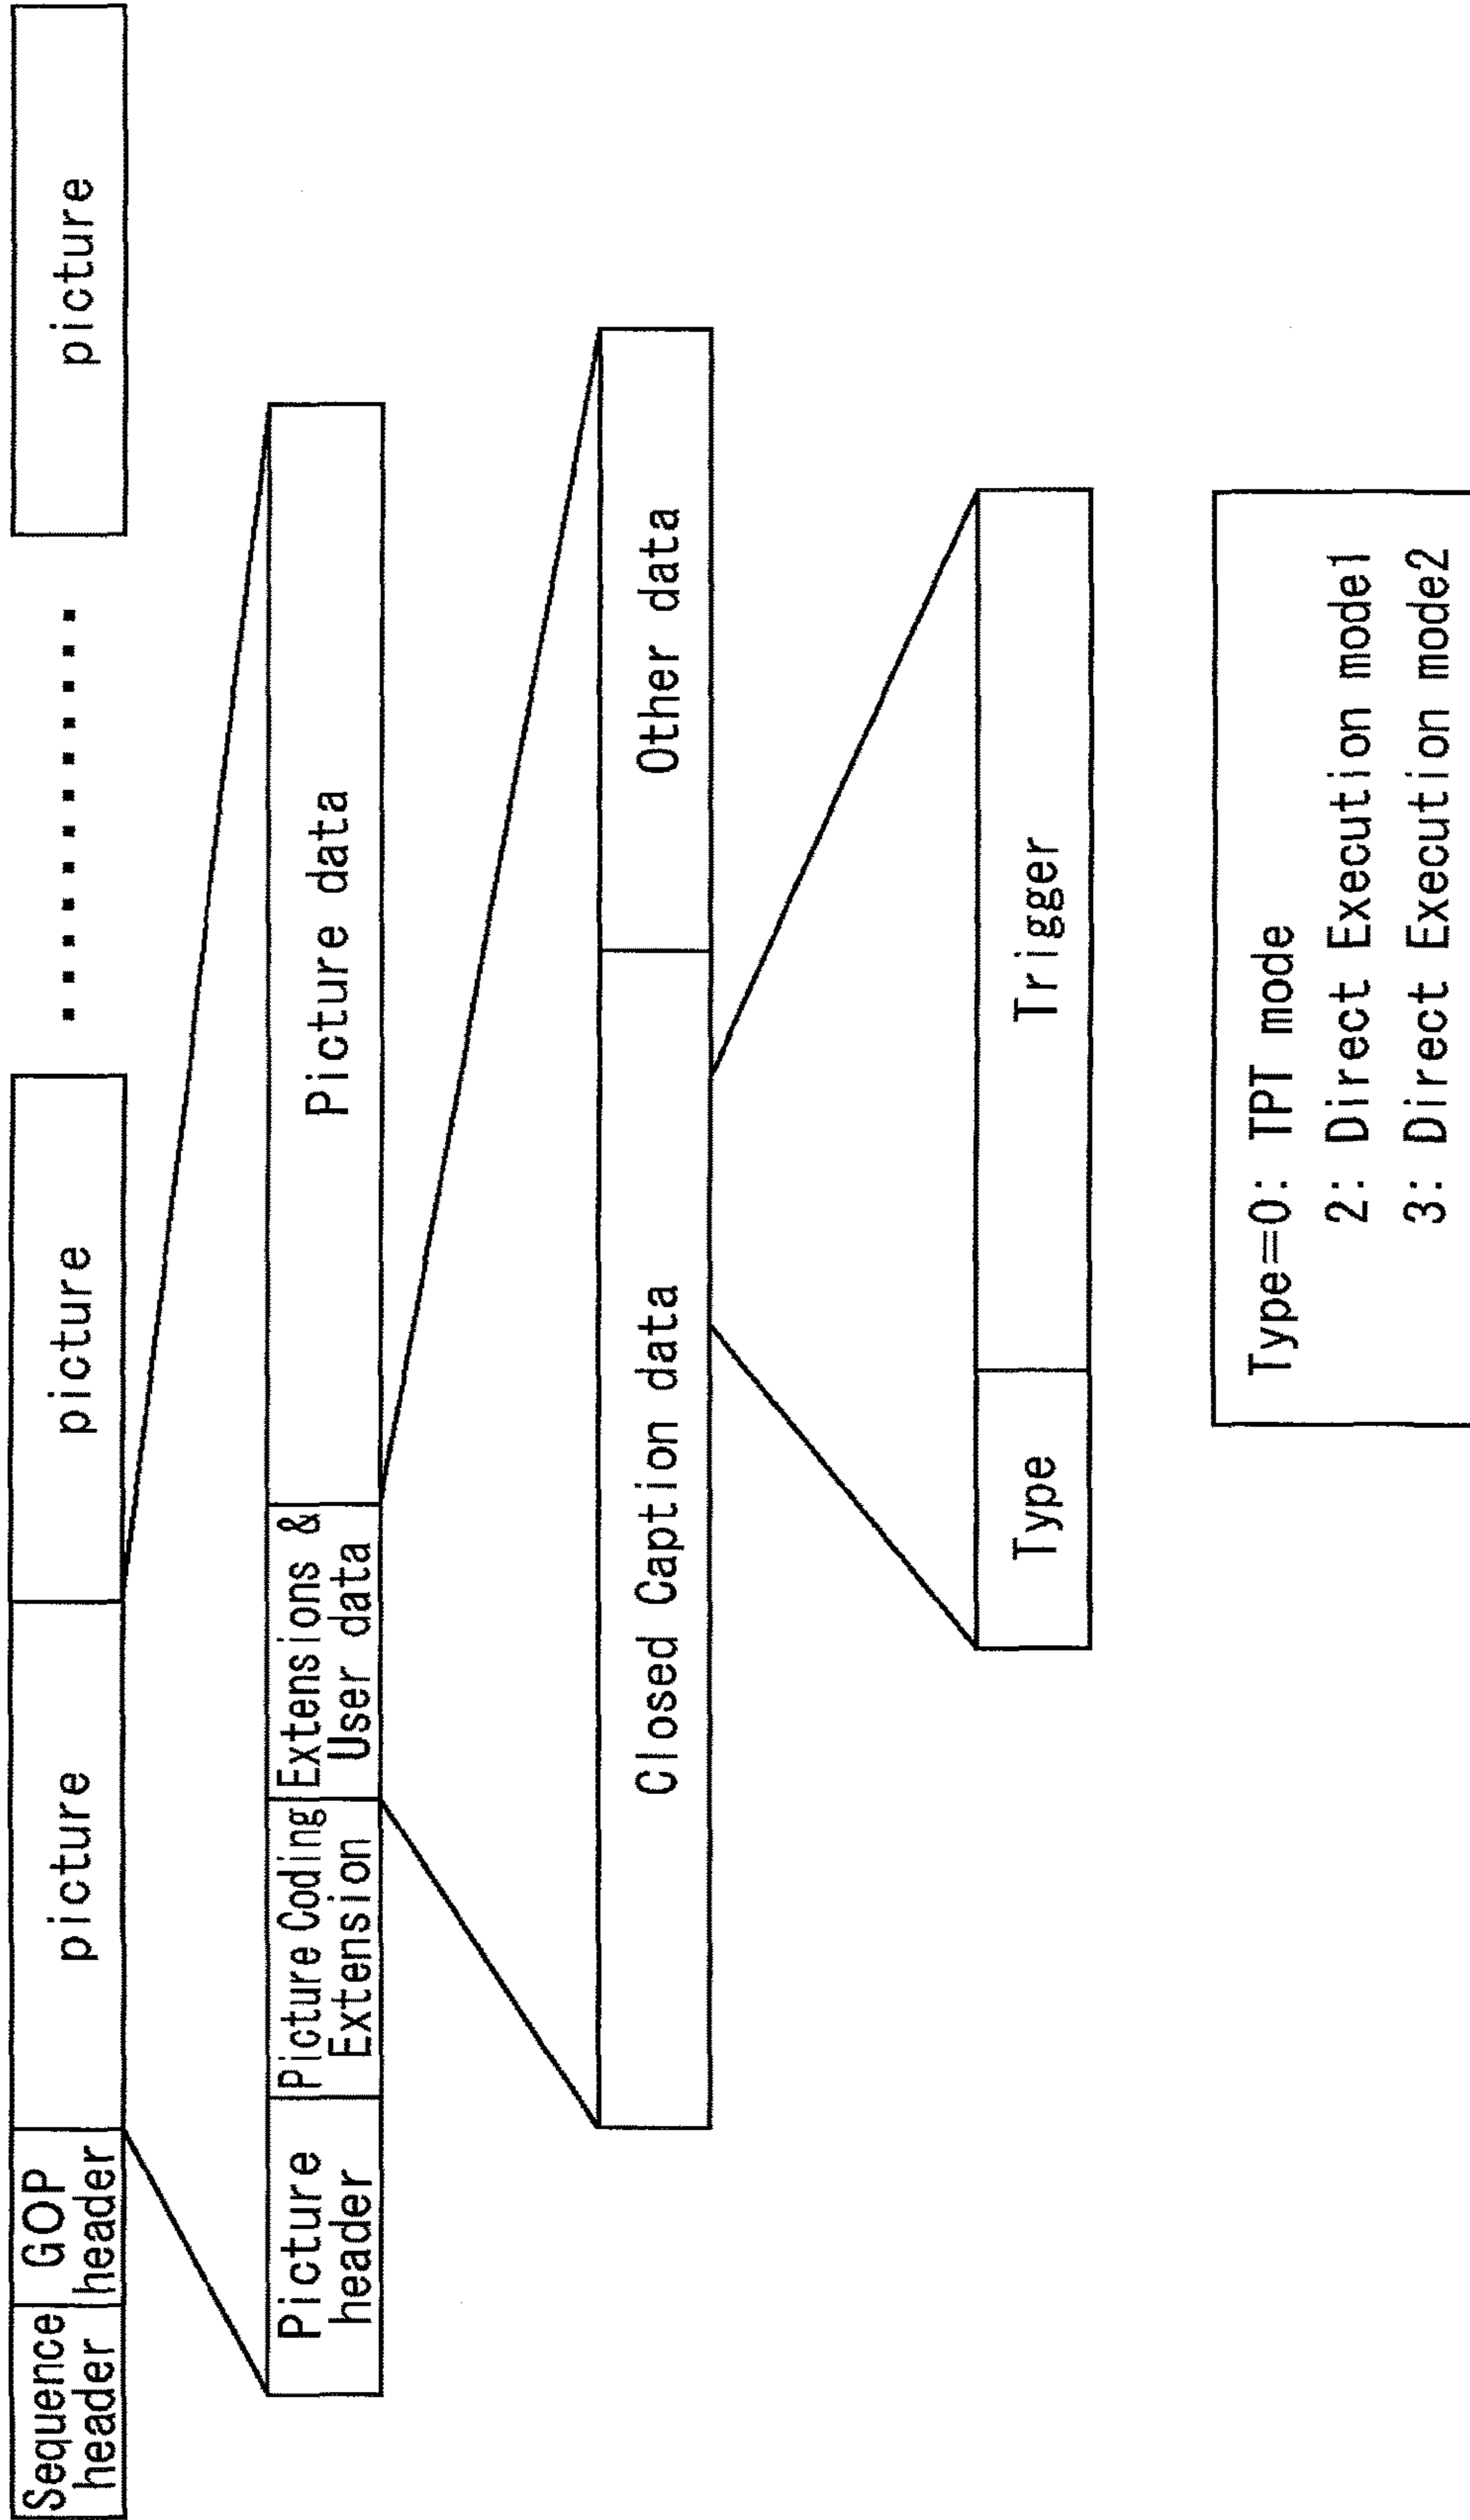 Sequence
header
GOP
header
picture
picture
picture
Picture
header
Picture Coding
Extension
Extensions &
User data
Picture data
Closed Caption data
Other data
Type
Trigger
Type=0: TPT mode
2: Direct Execution mode1
3: Direct Execution mode2